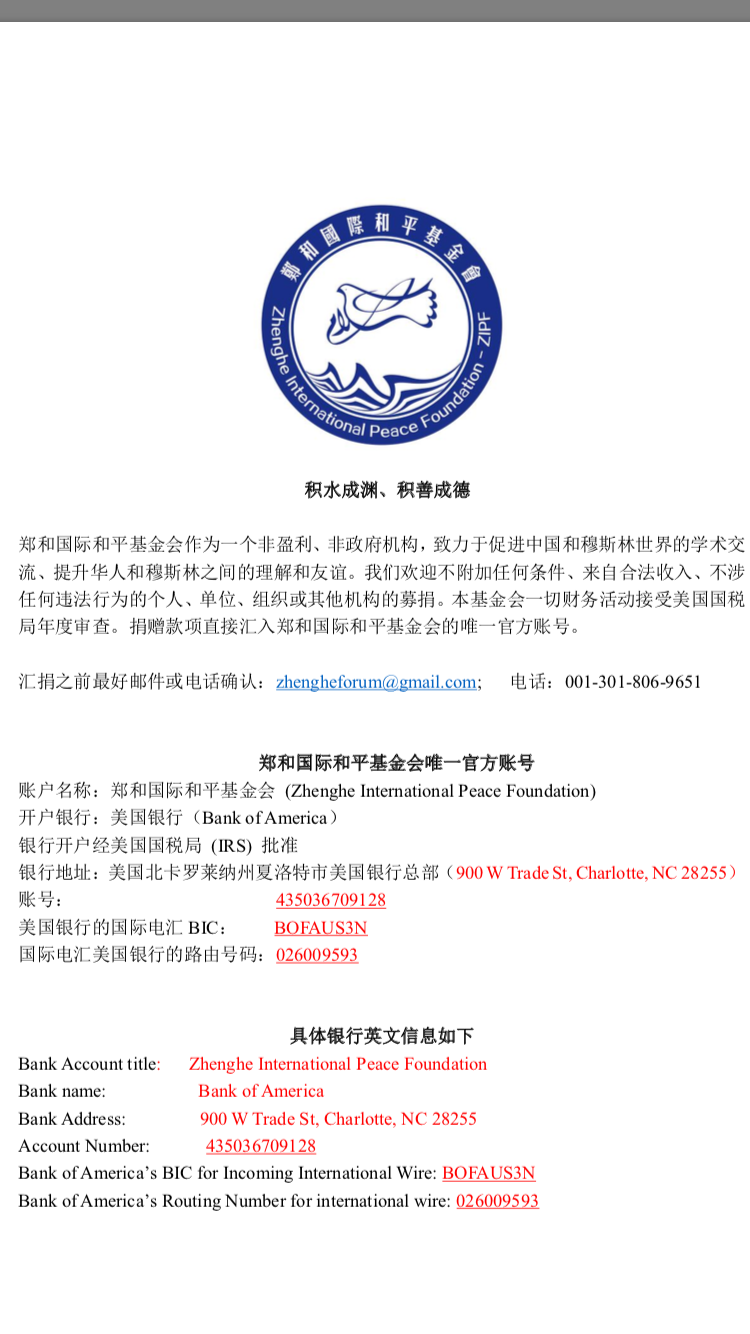 鄭和國際和平基金會
Zhenghe International Peace Foundation – ZIPF
积水成渊、积善成德
郑和国际和平基金会作为一个非盈利、非政府机构，致力于促进中国和穆斯林世界的学术交
流、提升华人和穆斯林之间的理解和友谊。我们欢迎不附加任何条件、来自合法收入、不涉
任何违法行为的个人、单位、组织或其他机构的募捐。本基金会一切财务活动接受美国国税
局年度审查。捐赠款项直接汇入郑和国际和平基金会的唯一官方账号。
汇捐之前最好邮件或电话确认：zhengheforum@gmail.com; 电话：001-301-806-9651
郑和国际和平基金会唯一官方账号
账户名称：郑和国际和平基金会 (Zhenghe International Peace Foundation)
开户银行：美国银行（Bank of America）
银行开户经美国国税局 (IRS) 批准
银行地址：美国北卡罗莱纳州夏洛特市美国银行总部（900 W Trade St, Charlotte, NC 28255）
账号： 435036709128
美国银行的国际电汇 BIC： BOFAUS3N
国际电汇美国银行的路由号码：026009593
具体银行英文信息如下
Bank Account title: Zhenghe International Peace Foundation
Bank name: Bank of America
Bank Address: 900 W Trade St, Charlotte, NC 28255
Account Number: 435036709128
Bank of America’s BIC for Incoming International Wire: BOFAUS3N
Bank of America’s Routing Number for international wire: 026009593